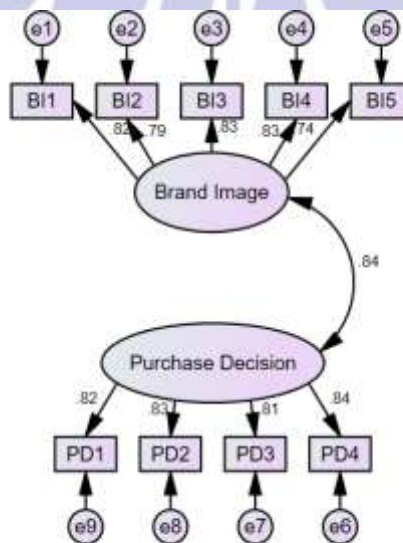 e1 e2 e3 e4 e5
BI1 BI2 BI3 BI4 BI5
.82 .79 .83 .83 .74
Brand Image
.84
Purchase Decision
.82 .83 .81 .84
PD1 PD2 PD3 PD4
e9 e8 e7 e6